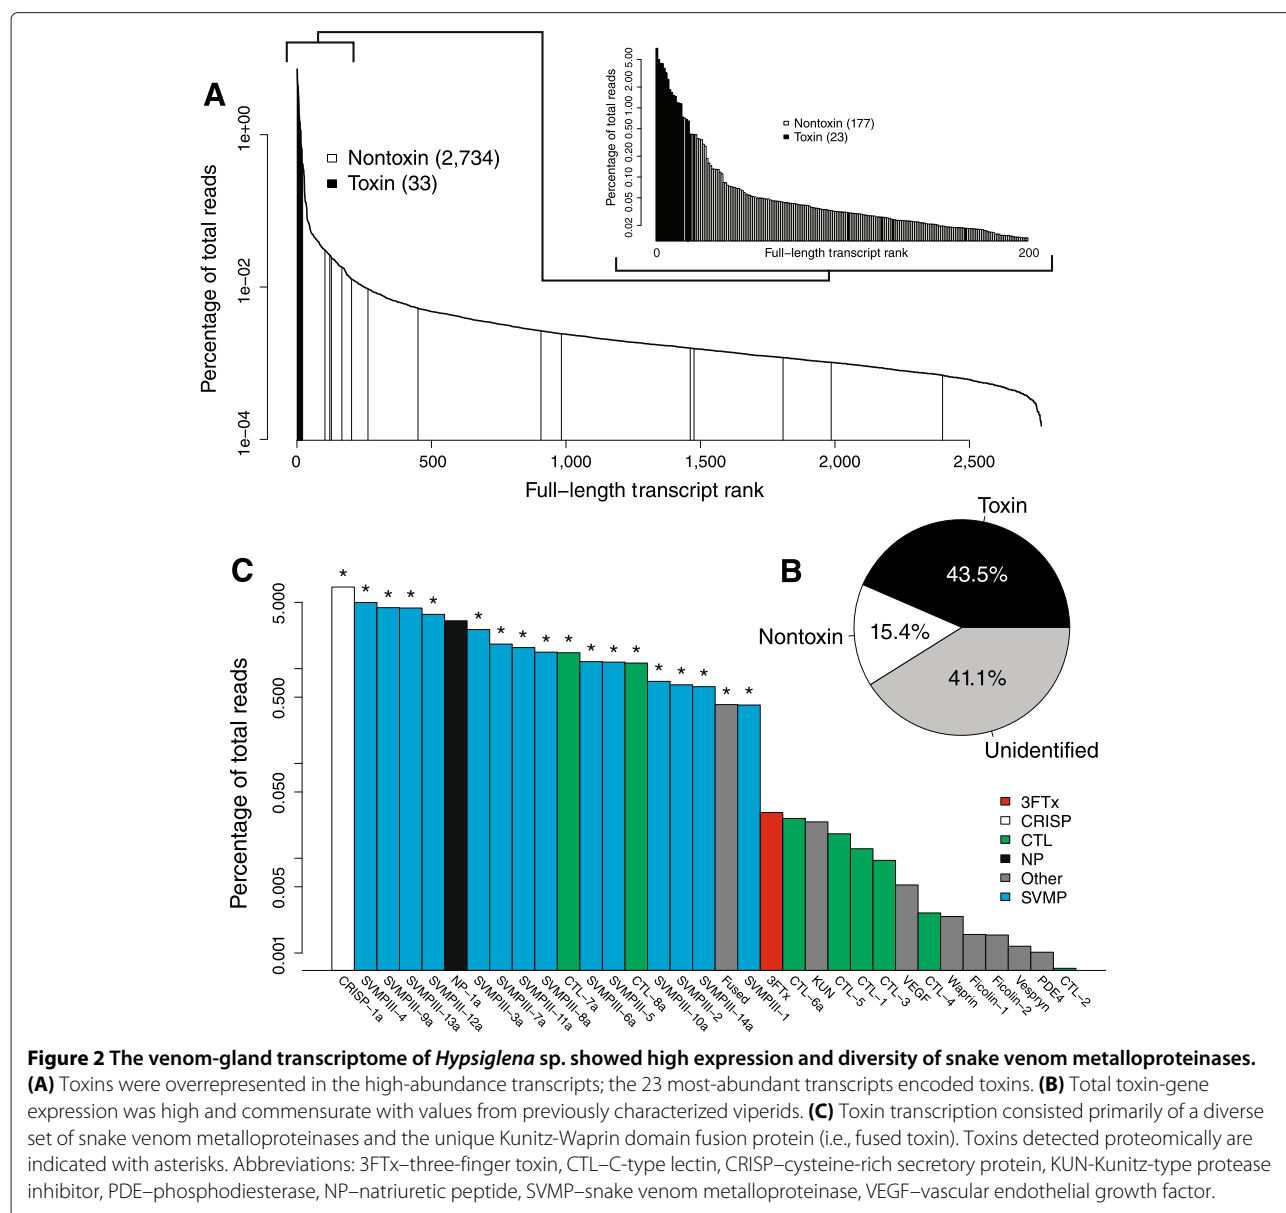 A
Percentage of total reads
1e+00
1e−02
1e−04
Nontoxin (2,734)
Toxin (33)
0
500
1,000
1,500
2,000
2,500
Full−length transcript rank
Percentage of total reads
5.00
2.00
1.00
0.50
0.20
0.10
0.05
0.02
Nontoxin (177)
Toxin (23)
0
Full−length transcript rank
200
B
Toxin
43.5%
Nontoxin
15.4%
41.1%
Unidentified
C
Percentage of total reads
5.000
0.500
0.050
0.005
0.001
* * * * * * * * * * * * * * * * * *
3FTx
CRISP
CTL
NP
Other
SVMP
CRISP−1a
SVMPIII−4
SVMPIII−9a
SVMPIII−13a
SVMPIII−12a
NP−1a
SVMPIII−3a
SVMPIII−7a
SVMPIII−11a
SVMPIII−8a
CTL−7a
SVMPIII−6a
SVMPIII−5
CTL−8a
SVMPIII−10a
SVMPIII−2
SVMPIII−14a
Fused
SVMPIII−1
3FTx
CTL−6a
KUN
CTL−5
CTL−1
CTL−3
VEGF
CTL−4
Waprin
Ficolin−1
Ficolin−2
Vespryn
PDE4
CTL−2
Figure 2 The venom-gland transcriptome of Hypsiglena sp. showed high expression and diversity of snake venom metalloproteinases.
(A) Toxins were overrepresented in the high-abundance transcripts; the 23 most-abundant transcripts encoded toxins. (B) Total toxin-gene
expression was high and commensurate with values from previously characterized viperids. (C) Toxin transcription consisted primarily of a diverse
set of snake venom metalloproteinases and the unique Kunitz-Waprin domain fusion protein (i.e., fused toxin). Toxins detected proteomically are
indicated with asterisks. Abbreviations: 3FTx–three-finger toxin, CTL–C-type lectin, CRISP–cysteine-rich secretory protein, KUN-Kunitz-type protease
inhibitor, PDE–phosphodiesterase, NP–natriuretic peptide, SVMP–snake venom metalloproteinase, VEGF–vascular endothelial growth factor.